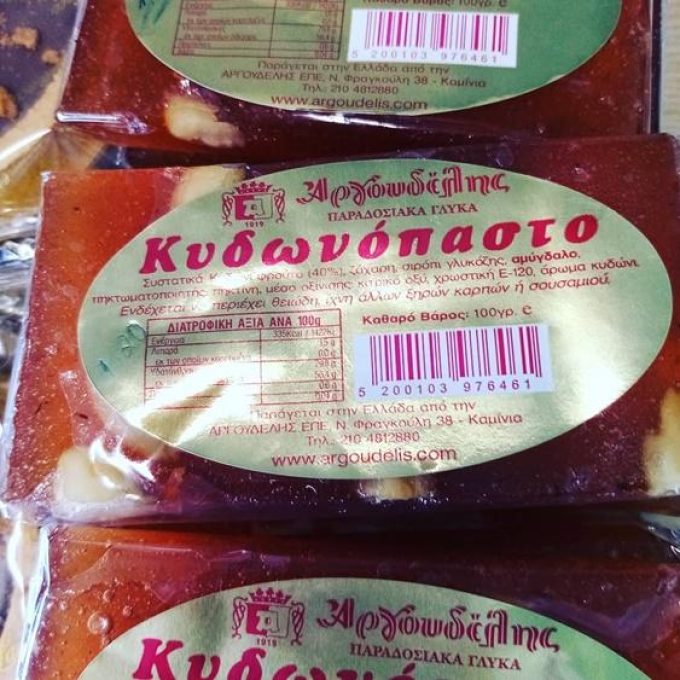 Καθαρό Βάρος: 100γρ. e
5 200103 976461
Παράγεται στην Ελλάδα από την
ΑΡΓΟΥΔΕΛΗΣ ΕΠΕ, Ν. Φραγκούλη 38 - Καμίνια
Τηλ.: 210 4812880
www.argoudelis.com
1919
Αργουδέλης
ΠΑΡΑΔΟΣΙΑΚΑ ΓΛΥΚΑ
Κυδωνόπαστο
Συστατικά: φρούτο (40%), ζάχαρη, σιρόπι γλυκόζης, αμύγδαλο,
πηκτωματοποιητής: πηκτίνη, μέσο οξίνισης: κιτρικό οξύ, χρωστική Ε-120, άρωμα κυδώνι.
Ενδέχεται να περιέχει θειώδη, ίχνη άλλων ξηρών καρπών ή σουσαμιού.
ΔΙΑΤΡΟΦΙΚΗ ΑΞΙΑ ΑΝΑ 100g
Ενέργεια 335Kcal
Λιπαρά
Καθαρό Βάρος: 100γρ. e
5 200103 976461
Παράγεται στην Ελλάδα από την
ΑΡΓΟΥΔΕΛΗΣ ΕΠΕ, Ν. Φραγκούλη 38 - Καμίνια
Τηλ.: 210 4812880
www.argoudelis.com
1919
Αργουδέλης
ΠΑΡΑΔΟΣΙΑΚΑ ΓΛΥΚΑ